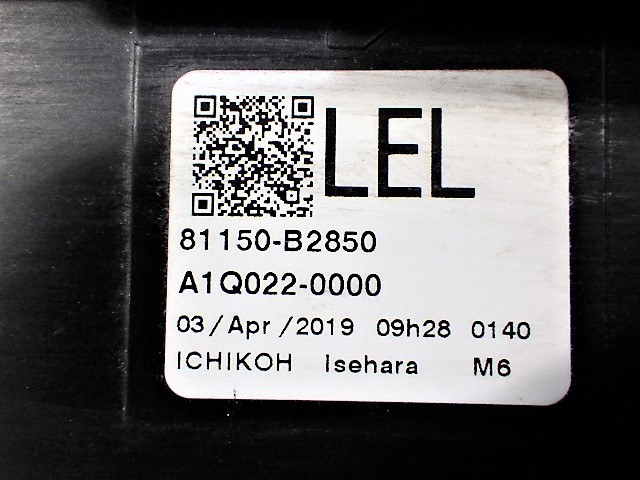 LEL
81150-B2850
A1Q022-0000
03/Apr/2019 09h28 0140
ICHIKOH Isehara M6